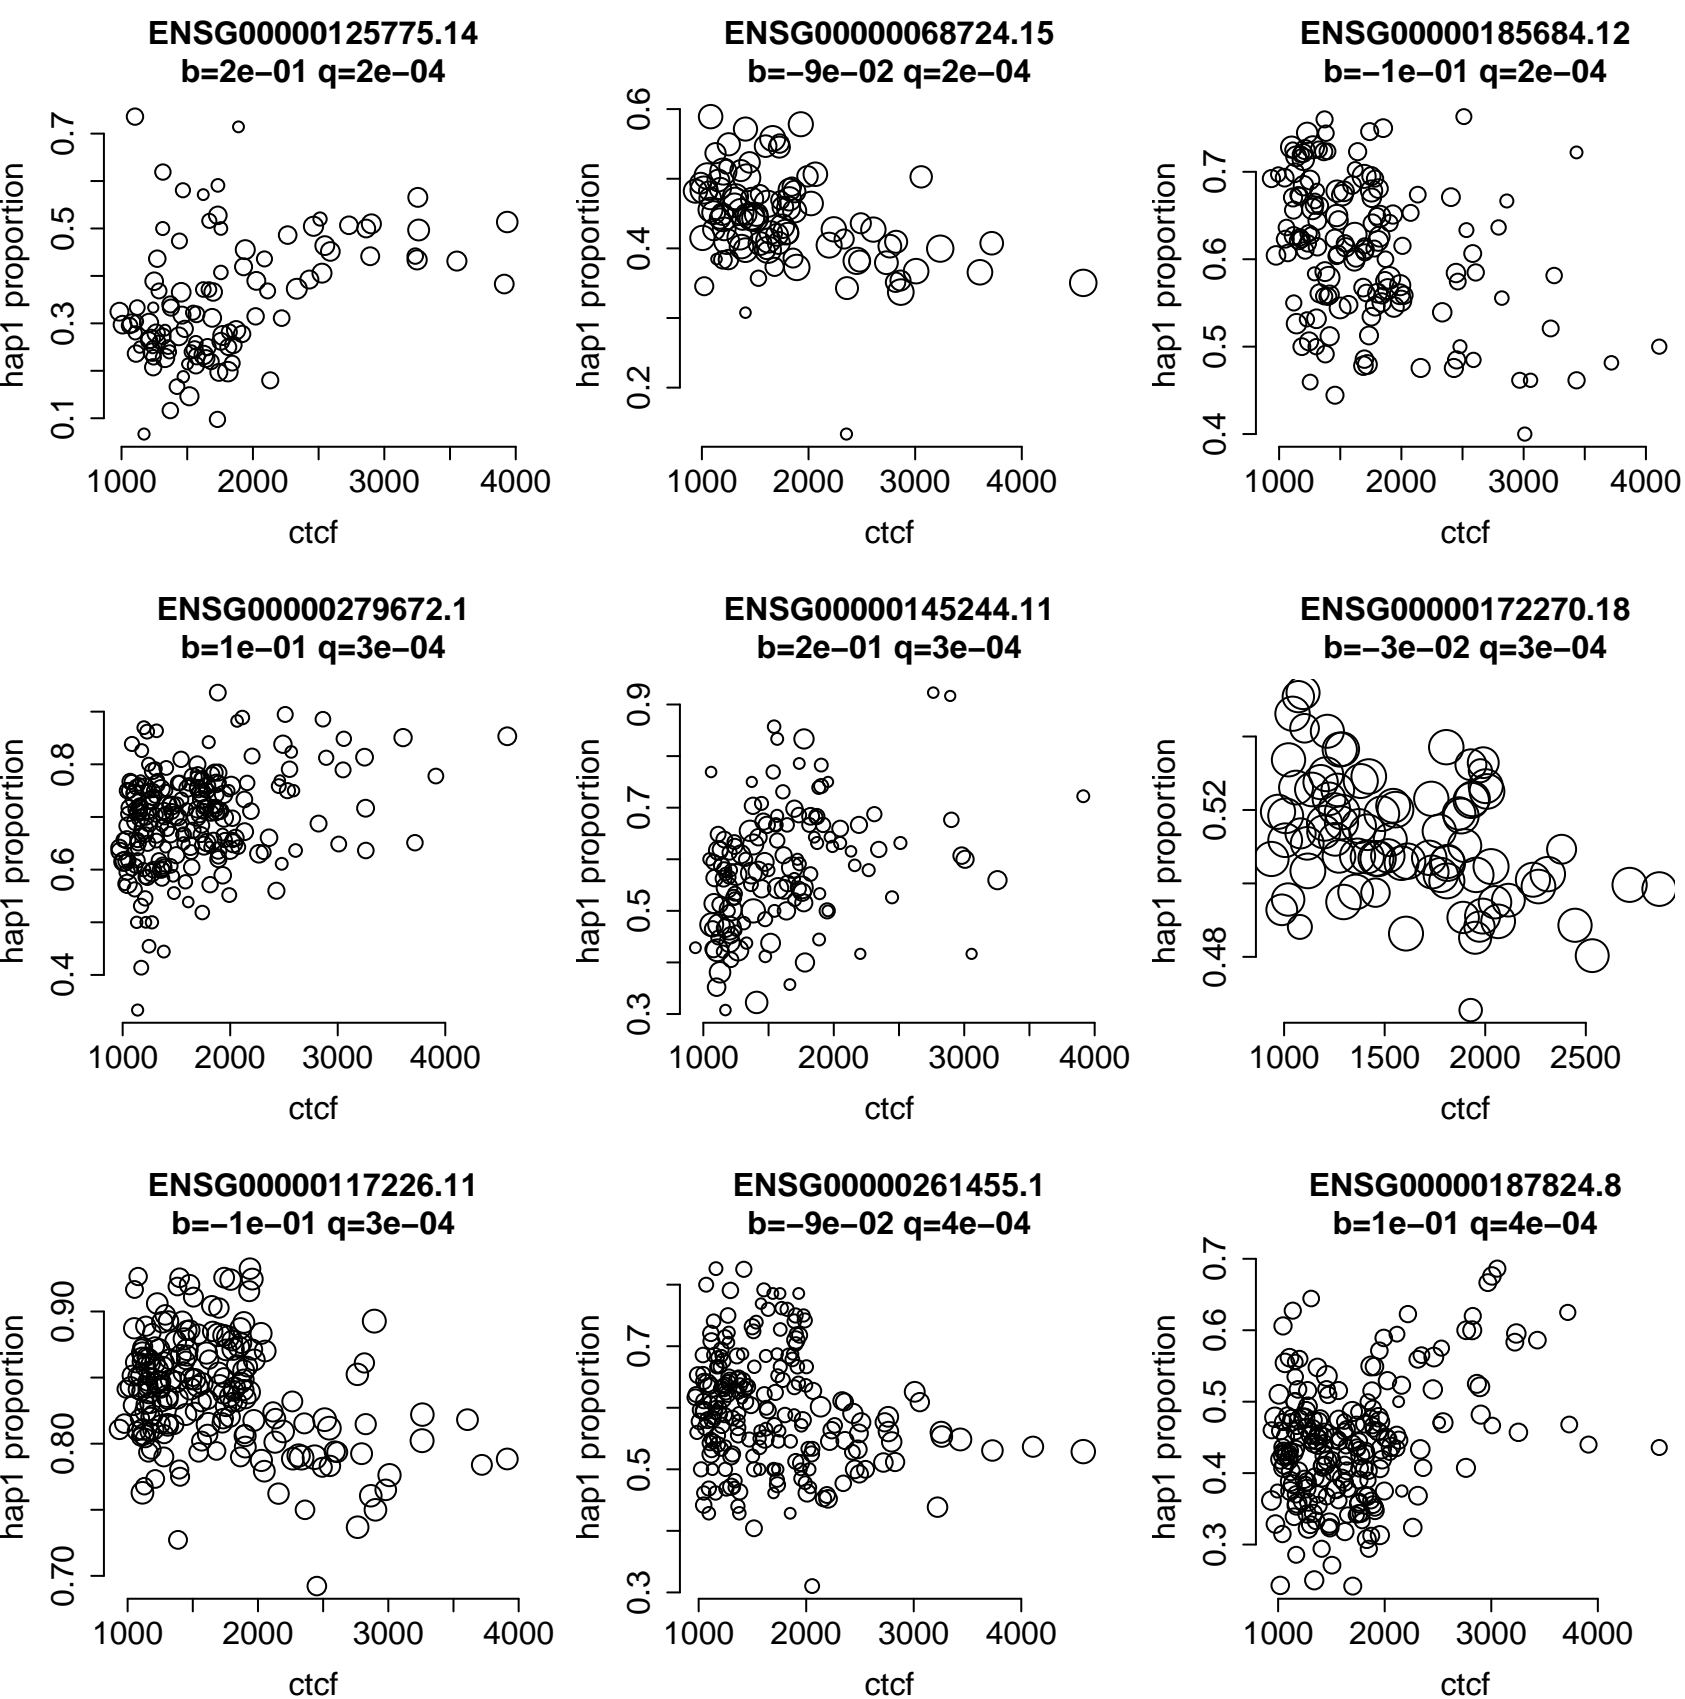 ENSG00000125775.14
b=2e−01 q=2e−04
hap1 proportion
0.1 0.3 0.5 0.7
1000 2000 3000 4000
ctcf
ENSG00000068724.15
b=−9e−02 q=2e−04
hap1 proportion
0.2 0.4 0.6
1000 2000 3000 4000
ctcf
ENSG00000185684.12
b=−1e−01 q=2e−04
hap1 proportion
0.4 0.5 0.6 0.7
1000 2000 3000 4000
ctcf
ENSG00000279672.1
b=1e−01 q=3e−04
hap1 proportion
0.4 0.6 0.8
1000 2000 3000 4000
ctcf
ENSG00000145244.11
b=2e−01 q=3e−04
hap1 proportion
0.3 0.5 0.7 0.9
1000 2000 3000 4000
ctcf
ENSG00000172270.18
b=−3e−02 q=3e−04
hap1 proportion
0.48 0.52
1000 1500 2000 2500
ctcf
ENSG00000117226.11
b=−1e−01 q=3e−04
hap1 proportion
0.70 0.80 0.90
1000 2000 3000 4000
ctcf
ENSG00000261455.1
b=−9e−02 q=4e−04
hap1 proportion
0.3 0.5 0.7
1000 2000 3000 4000
ctcf
ENSG00000187824.8
b=1e−01 q=4e−04
hap1 proportion
0.3 0.4 0.5 0.6 0.7
1000 2000 3000 4000
ctcf